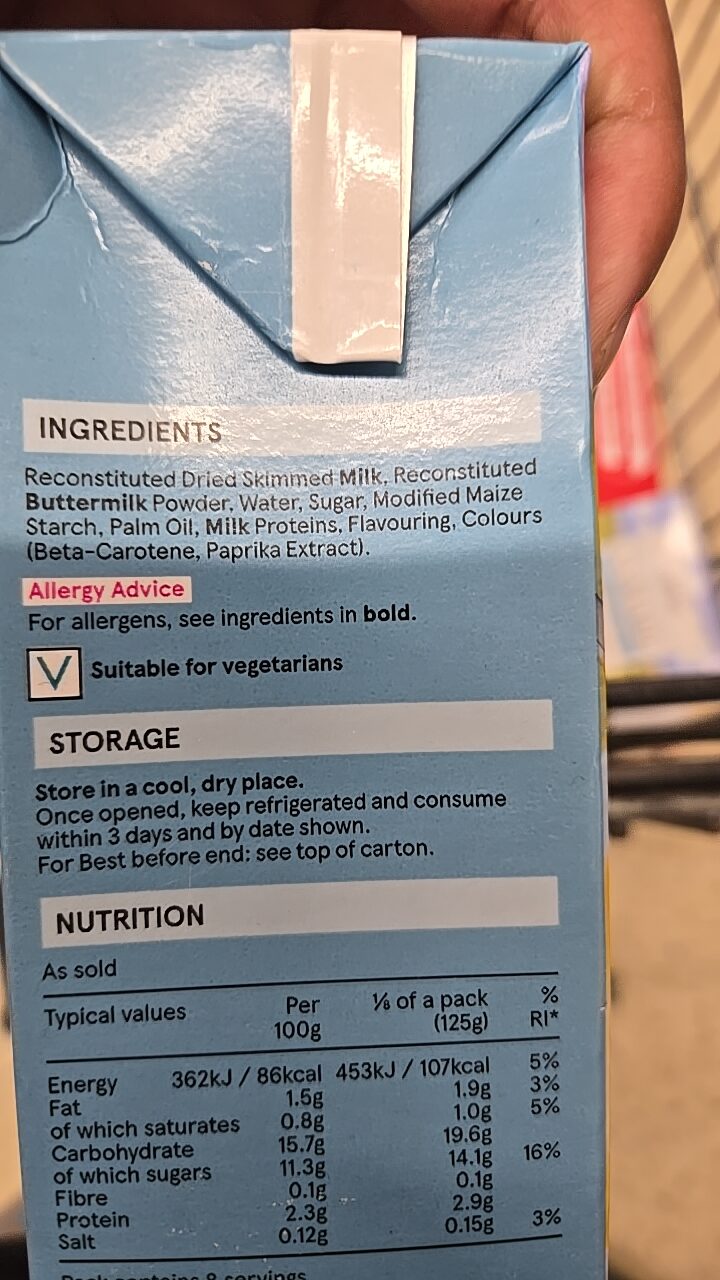 INGREDIENTS
Reconstituted Dried Skimmed Milk, Reconstituted
Buttermilk Powder, Water, Sugar, Modified Maize
Starch, Palm Oil, Milk Proteins, Flavouring, Colours
(Beta-Carotene, Paprika Extract).
Allergy Advice
For allergens, see ingredients in bold.
V Suitable for vegetarians
STORAGE
Store in a cool, dry place.
Once opened, keep refrigerated and consume
within 3 days and by date shown.
For Best before end: see top of carton.
NUTRITION
As sold
Typical values Per 100g ⅛ of a pack (125g) % RI*
Energy 362kJ / 86kcal 453kJ / 107kcal 5%
Fat 1.5g 1.9g 3%
of which saturates 0.8g 1.0g 5%
Carbohydrate 15.7g 19.6g
of which sugars 11.3g 14.1g 16%
Fibre 0.1g 0.1g
Protein 2.3g 2.9g
Salt 0.12g 0.15g 3%
Pack contains 8 servings